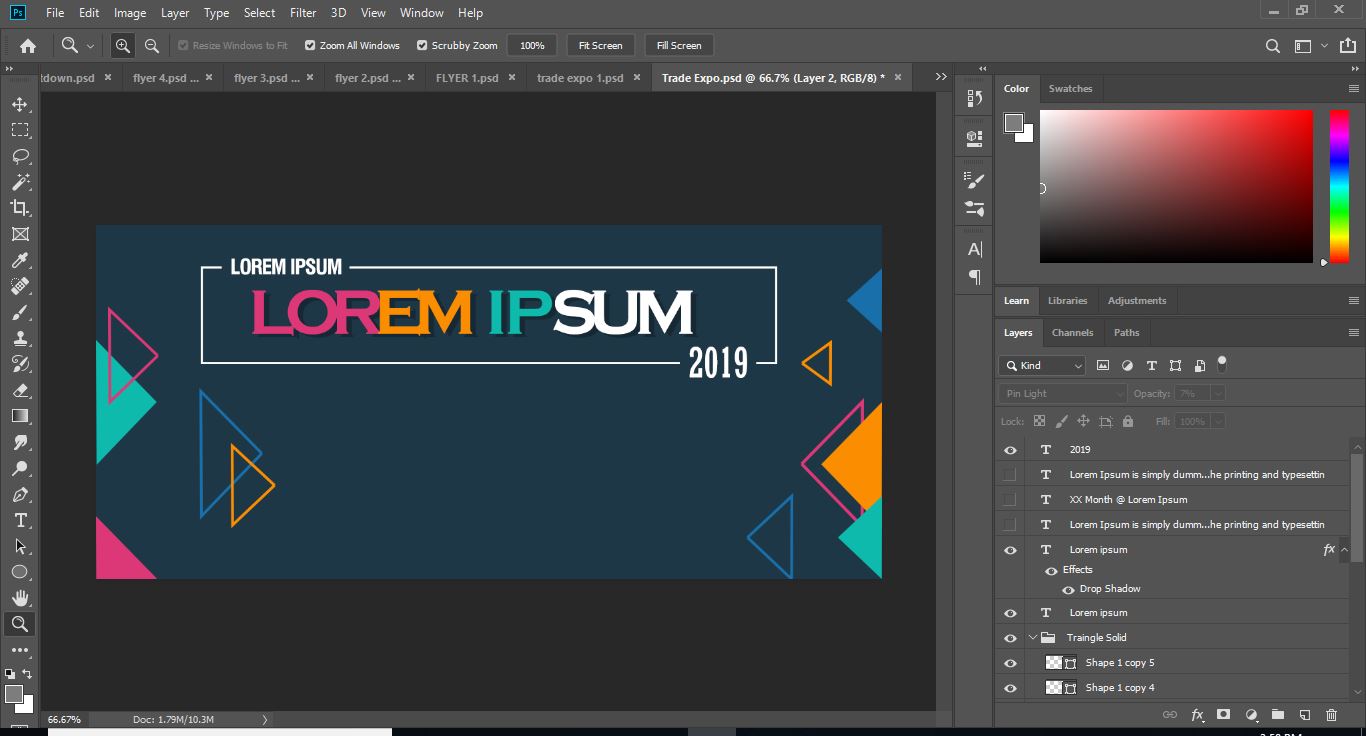 Ps File Edit Image Layer Type Select Filter 3D View Window Help
Resize Windows to Fit Zoom All Windows Scrubby Zoom 100% Fit Screen Fill Screen
tdown.psd flyer 4.psd ... flyer 3.psd ... flyer 2.psd ... FLYER 1.psd trade expo 1.psd Trade Expo.psd @ 66.7% (Layer 2, RGB/8) *
LOREM IPSUM
LOREM IPSUM
2019
66.67% Doc: 1.79M/10.3M
Color Swatches
Learn Libraries Adjustments
Layers Channels Paths
Kind
Pin Light Opacity: 7%
Lock: Fill: 100%
2019
Lorem Ipsum is simply dumm...he printing and typesettin
XX Month @ Lorem Ipsum
Lorem Ipsum is simply dumm...he printing and typesettin
Lorem ipsum fx
Effects
Drop Shadow
Lorem ipsum
Traingle Solid
Shape 1 copy 5
Shape 1 copy 4
fx